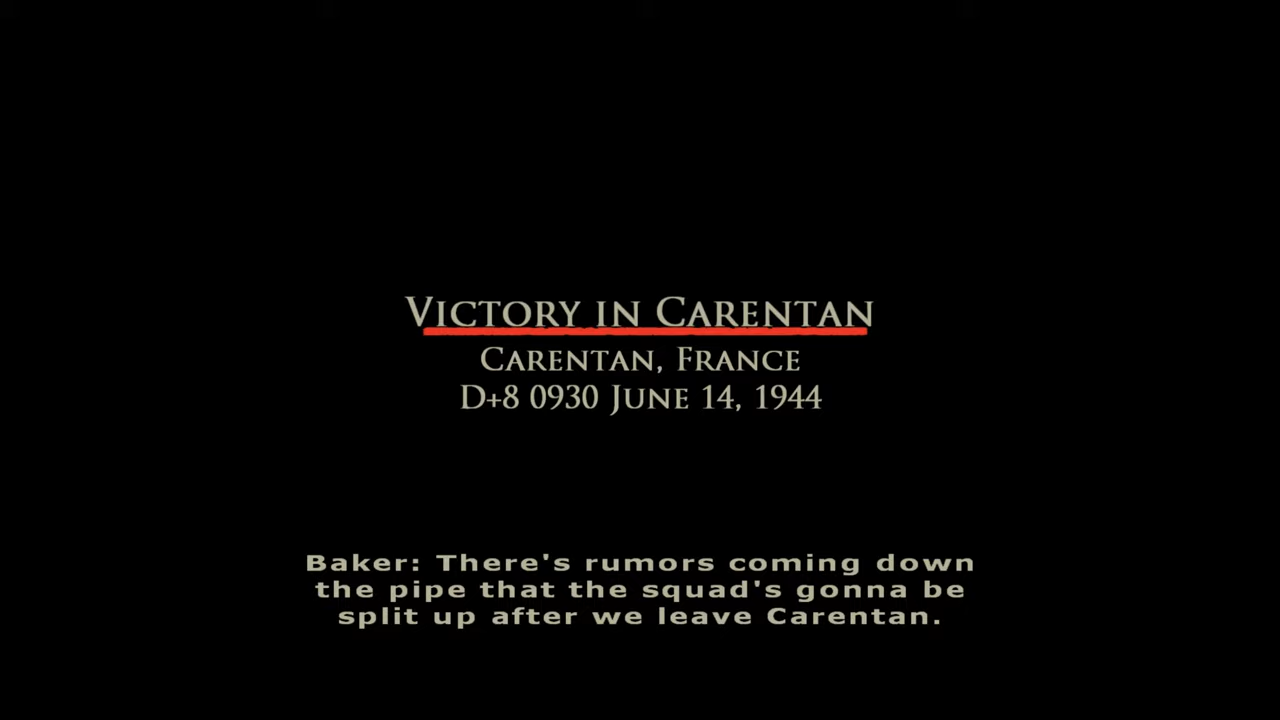 Victory in Carentan
Carentan, France
D+8 0930 June 14, 1944
Baker: There's rumors coming down
the pipe that the squad's gonna be
split up after we leave Carentan.